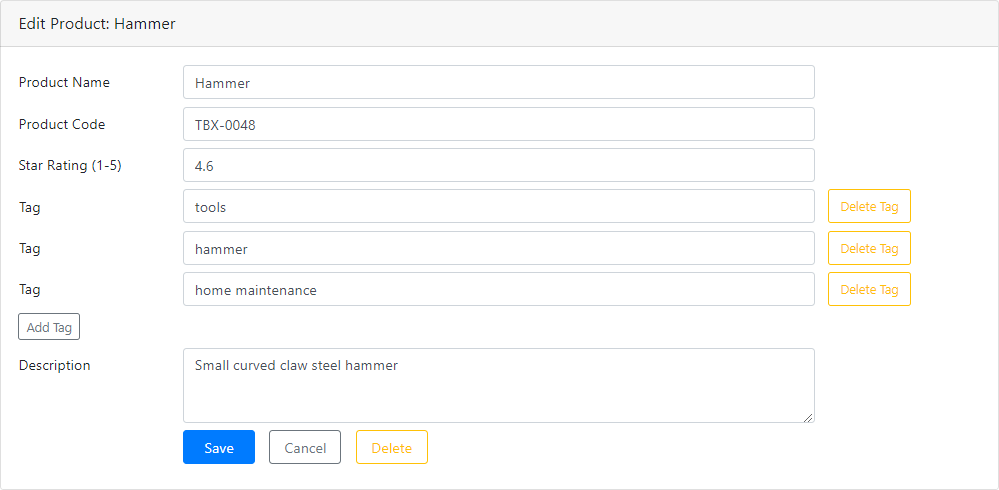 Edit Product: Hammer
Product Name Hammer
Product Code TBX-0048
Star Rating (1-5) 4.6
Tag tools Delete Tag
Tag hammer Delete Tag
Tag home maintenance Delete Tag
Add Tag
Description Small curved claw steel hammer
Save Cancel Delete